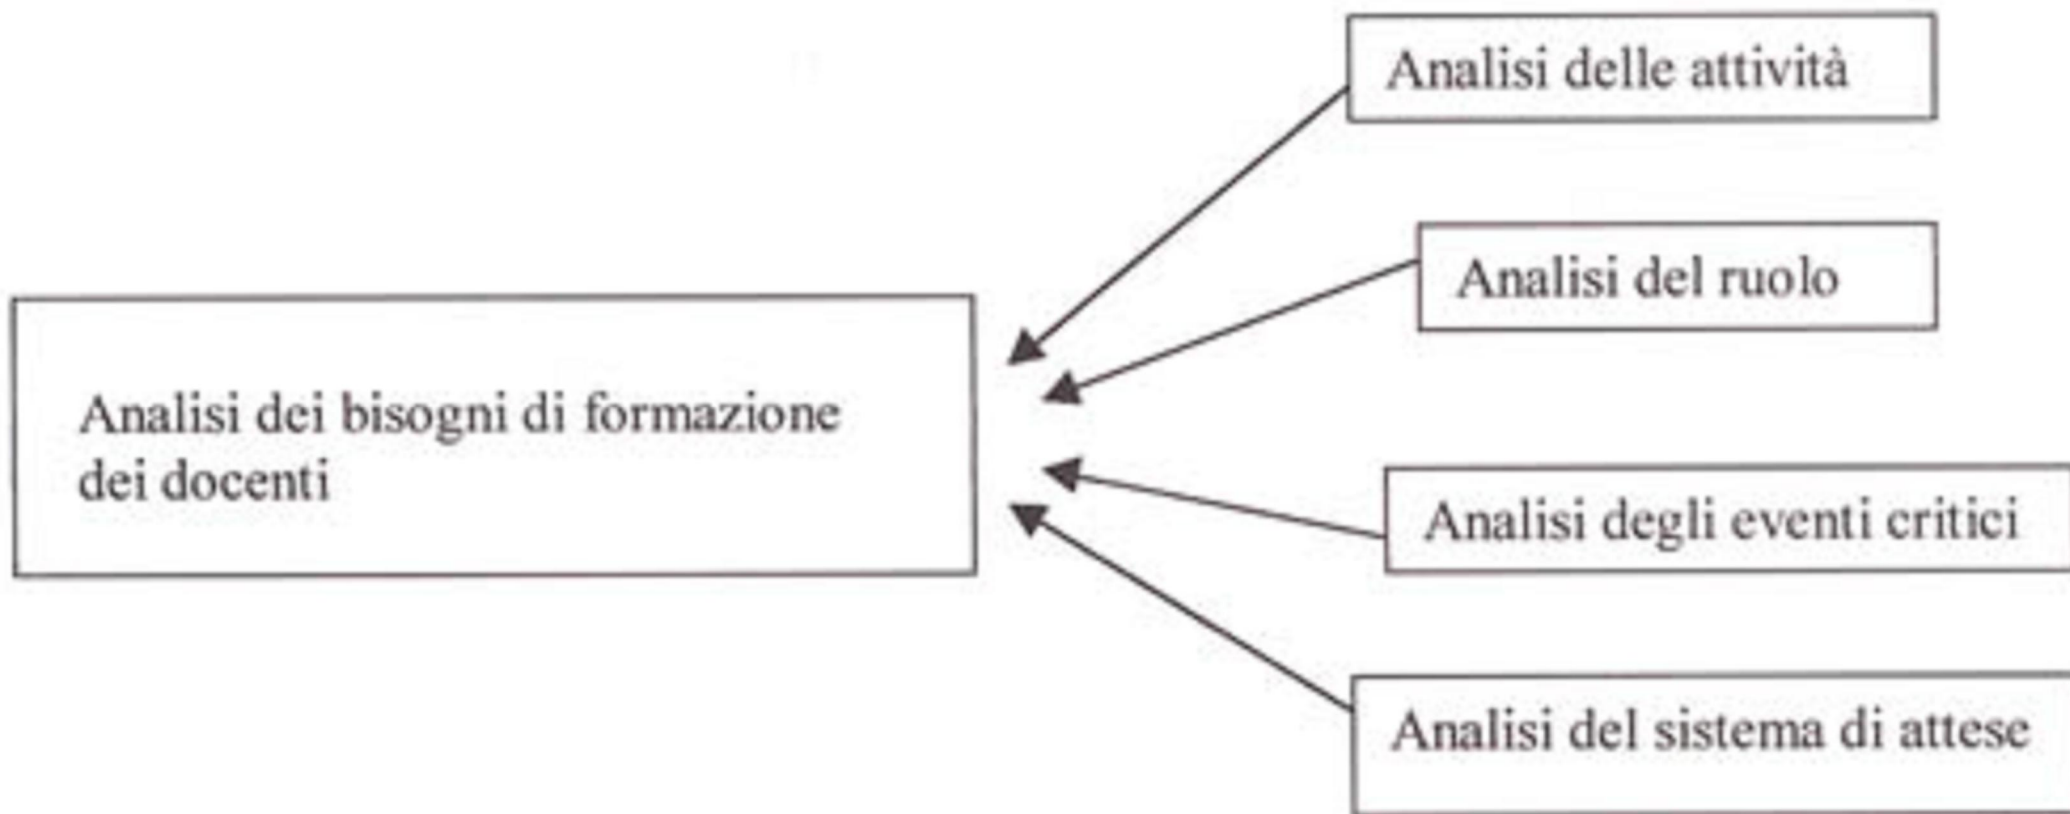 Analisi delle attività
Analisi del ruolo
Analisi dei bisogni di formazione
dei docenti
Analisi degli eventi critici
Analisi del sistema di attese